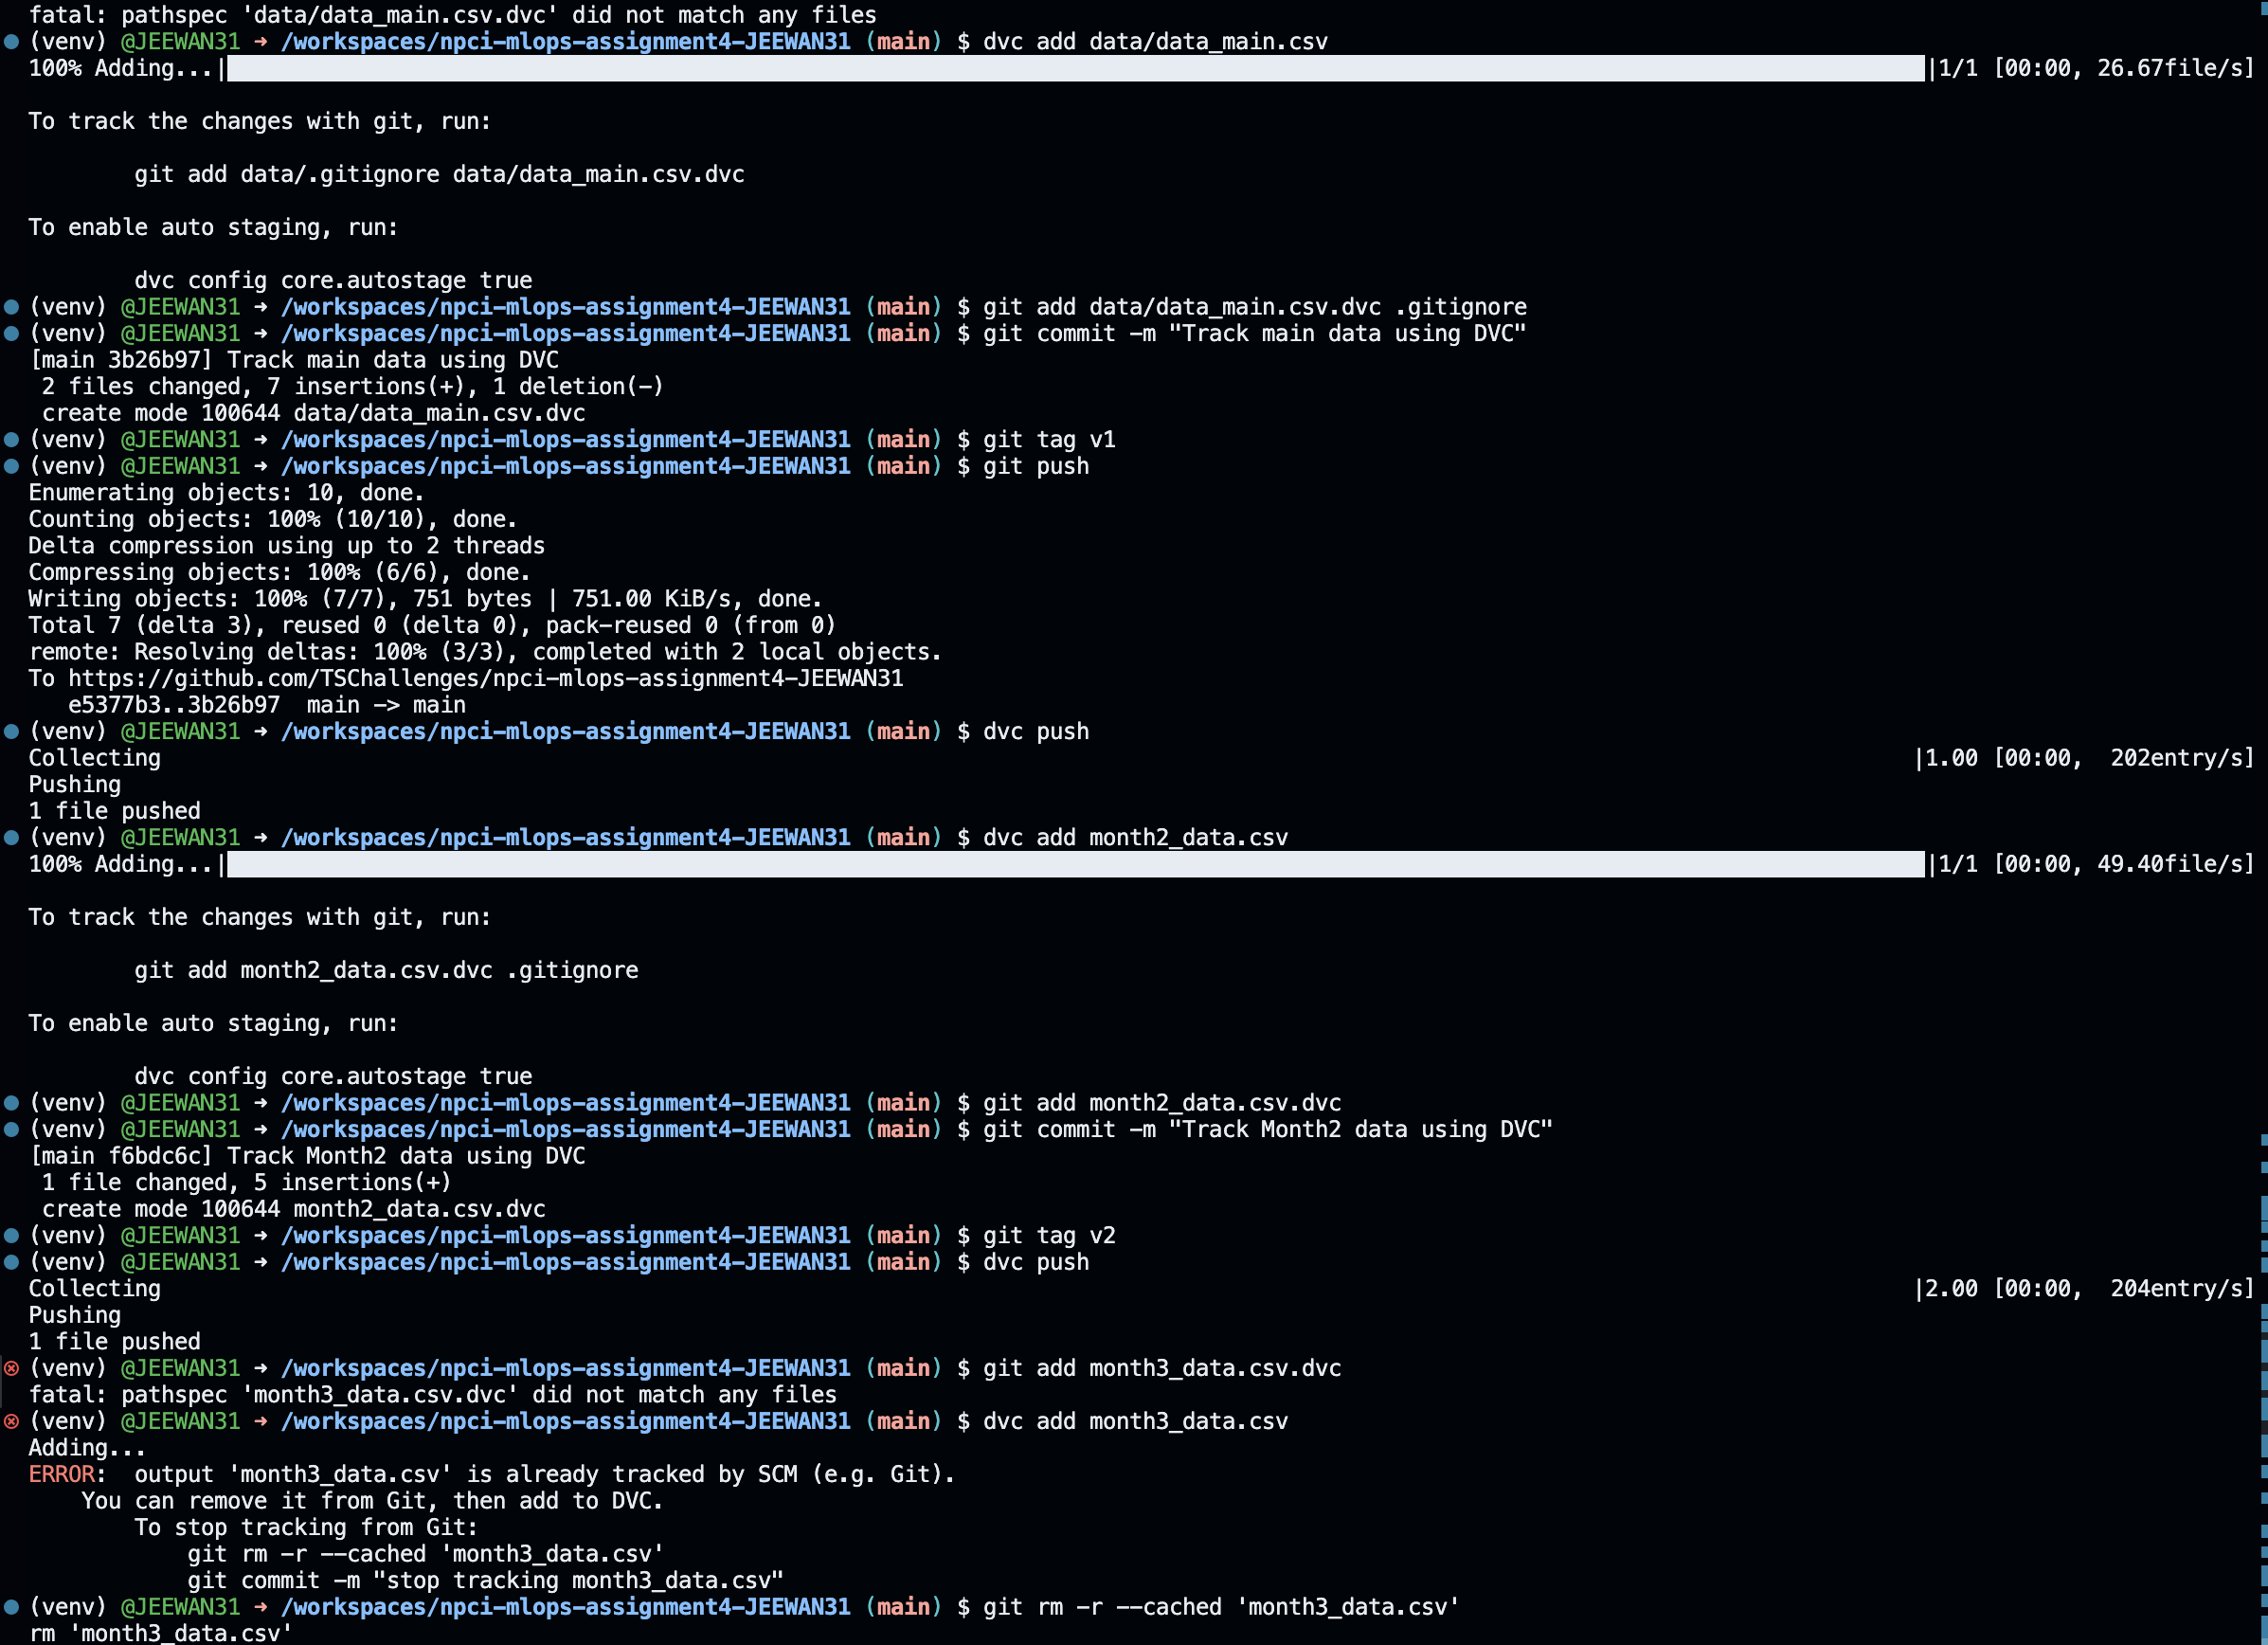 fatal: pathspec 'data/data_main.csv.dvc' did not match any files
(venv) @JEEWAN31 ➜ /workspaces/npci-mlops-assignment4-JEEWAN31 (main) $ dvc add data/data_main.csv
100% Adding...| |1/1 [00:00, 26.67file/s]
To track the changes with git, run:
git add data/.gitignore data/data_main.csv.dvc
To enable auto staging, run:
dvc config core.autostage true
(venv) @JEEWAN31 ➜ /workspaces/npci-mlops-assignment4-JEEWAN31 (main) $ git add data/data_main.csv.dvc .gitignore
(venv) @JEEWAN31 ➜ /workspaces/npci-mlops-assignment4-JEEWAN31 (main) $ git commit -m "Track main data using DVC"
[main 3b26b97] Track main data using DVC
2 files changed, 7 insertions(+), 1 deletion(-)
create mode 100644 data/data_main.csv.dvc
(venv) @JEEWAN31 ➜ /workspaces/npci-mlops-assignment4-JEEWAN31 (main) $ git tag v1
(venv) @JEEWAN31 ➜ /workspaces/npci-mlops-assignment4-JEEWAN31 (main) $ git push
Enumerating objects: 10, done.
Counting objects: 100% (10/10), done.
Delta compression using up to 2 threads
Compressing objects: 100% (6/6), done.
Writing objects: 100% (7/7), 751 bytes | 751.00 KiB/s, done.
Total 7 (delta 3), reused 0 (delta 0), pack-reused 0 (from 0)
remote: Resolving deltas: 100% (3/3), completed with 2 local objects.
To https://github.com/TSChallenges/npci-mlops-assignment4-JEEWAN31
e5377b3..3b26b97  main -> main
(venv) @JEEWAN31 ➜ /workspaces/npci-mlops-assignment4-JEEWAN31 (main) $ dvc push
Collecting |1.00 [00:00,  202entry/s]
Pushing
1 file pushed
(venv) @JEEWAN31 ➜ /workspaces/npci-mlops-assignment4-JEEWAN31 (main) $ dvc add month2_data.csv
100% Adding...| |1/1 [00:00, 49.40file/s]
To track the changes with git, run:
git add month2_data.csv.dvc .gitignore
To enable auto staging, run:
dvc config core.autostage true
(venv) @JEEWAN31 ➜ /workspaces/npci-mlops-assignment4-JEEWAN31 (main) $ git add month2_data.csv.dvc
(venv) @JEEWAN31 ➜ /workspaces/npci-mlops-assignment4-JEEWAN31 (main) $ git commit -m "Track Month2 data using DVC"
[main f6bdc6c] Track Month2 data using DVC
1 file changed, 5 insertions(+)
create mode 100644 month2_data.csv.dvc
(venv) @JEEWAN31 ➜ /workspaces/npci-mlops-assignment4-JEEWAN31 (main) $ git tag v2
(venv) @JEEWAN31 ➜ /workspaces/npci-mlops-assignment4-JEEWAN31 (main) $ dvc push
Collecting |2.00 [00:00,  204entry/s]
Pushing
1 file pushed
(venv) @JEEWAN31 ➜ /workspaces/npci-mlops-assignment4-JEEWAN31 (main) $ git add month3_data.csv.dvc
fatal: pathspec 'month3_data.csv.dvc' did not match any files
(venv) @JEEWAN31 ➜ /workspaces/npci-mlops-assignment4-JEEWAN31 (main) $ dvc add month3_data.csv
Adding...
ERROR:  output 'month3_data.csv' is already tracked by SCM (e.g. Git).
You can remove it from Git, then add to DVC.
To stop tracking from Git:
git rm -r --cached 'month3_data.csv'
git commit -m "stop tracking month3_data.csv"
(venv) @JEEWAN31 ➜ /workspaces/npci-mlops-assignment4-JEEWAN31 (main) $ git rm -r --cached 'month3_data.csv'
rm 'month3_data.csv'